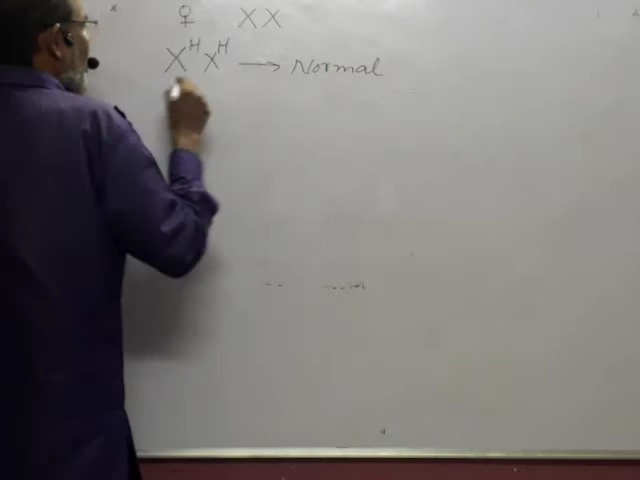 ♀ XX
X^H X^H → Normal